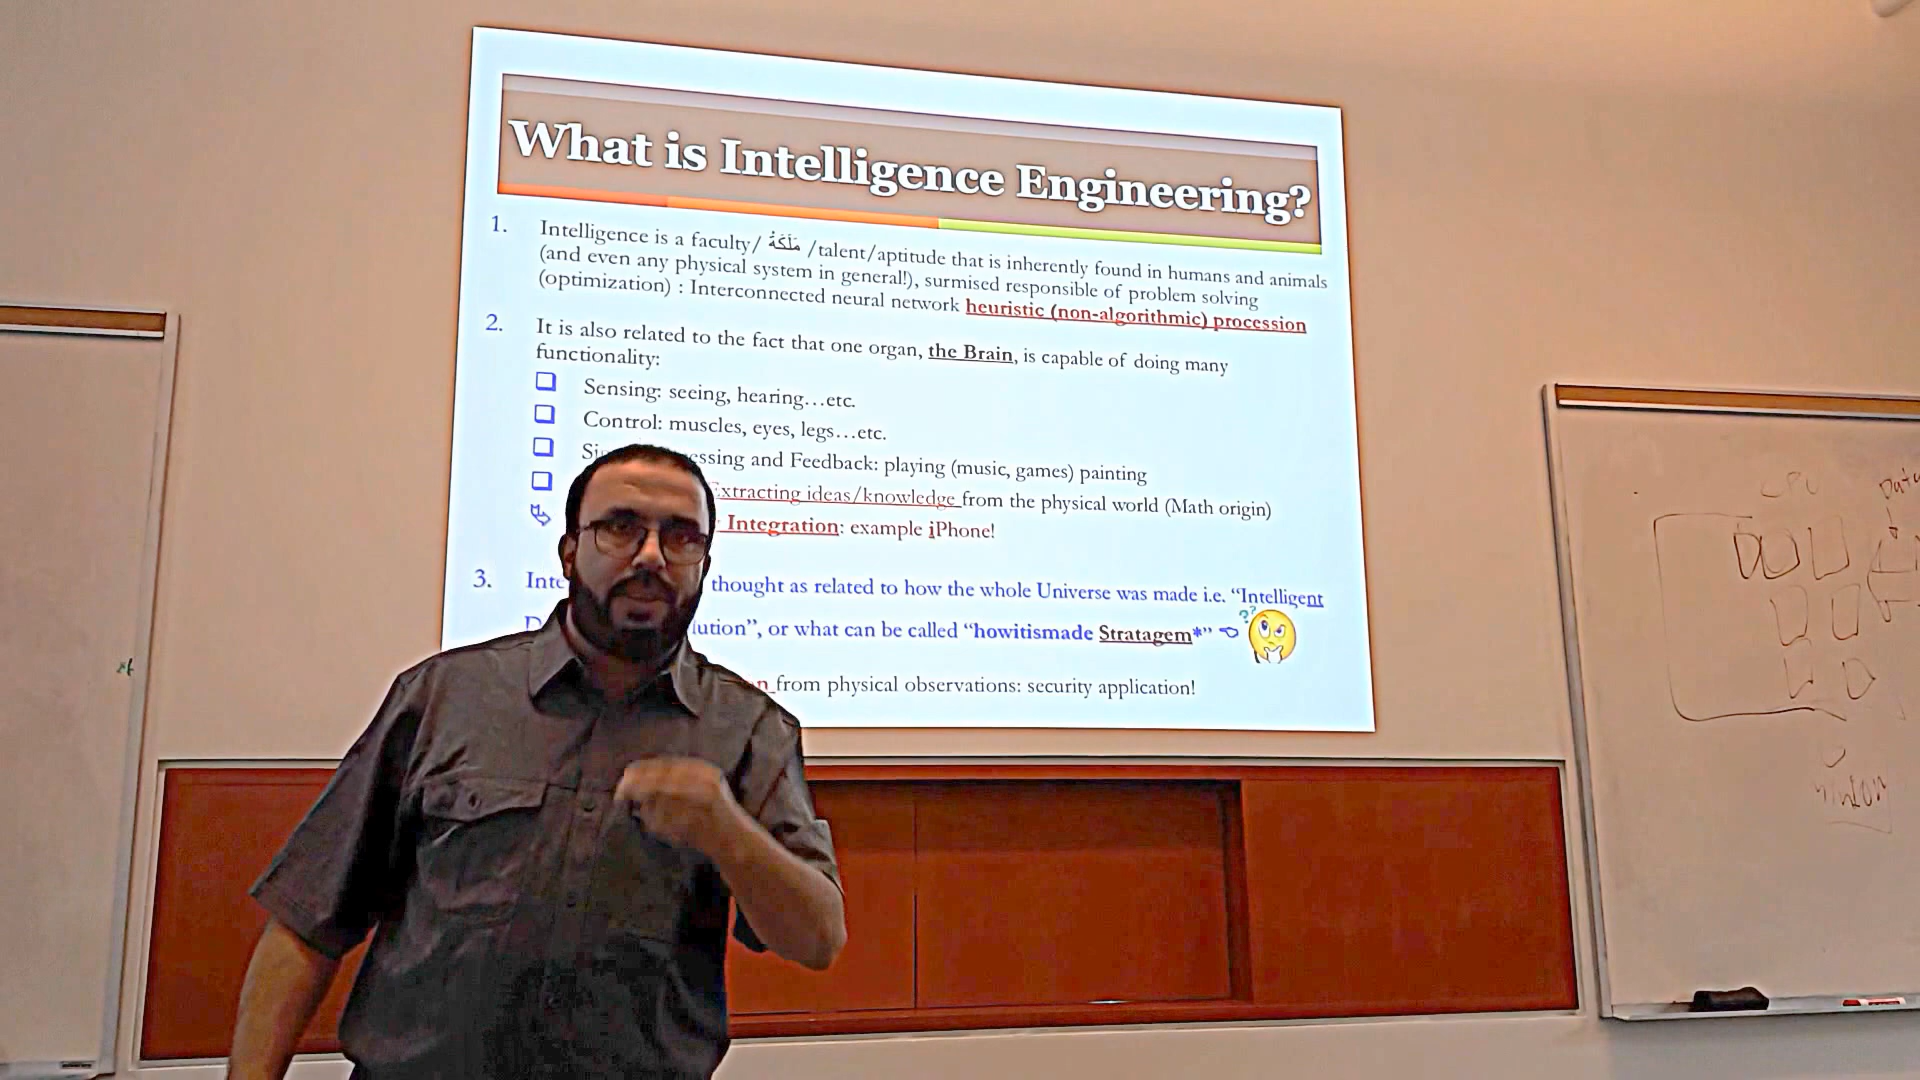 What is Intelligence Engineering?
1. Intelligence is a faculty/ مَلَكَةٌ /talent/aptitude that is inherently found in humans and animals
(and even any physical system in general!), surmised responsible of problem solving
(optimization) : Interconnected neural network heuristic (non-algorithmic) procession
2. It is also related to the fact that one organ, the Brain, is capable of doing many
functionality:
Sensing: seeing, hearing…etc.
Control: muscles, eyes, legs…etc.
and Feedback: playing (music, games) painting
Extracting ideas/knowledge from the physical world (Math origin)
Integration: example iPhone!
3. thought as related to how the whole Universe was made i.e. “Intelligent
lution”, or what can be called “howitismade Stratagem*”
from physical observations: security application!
Data